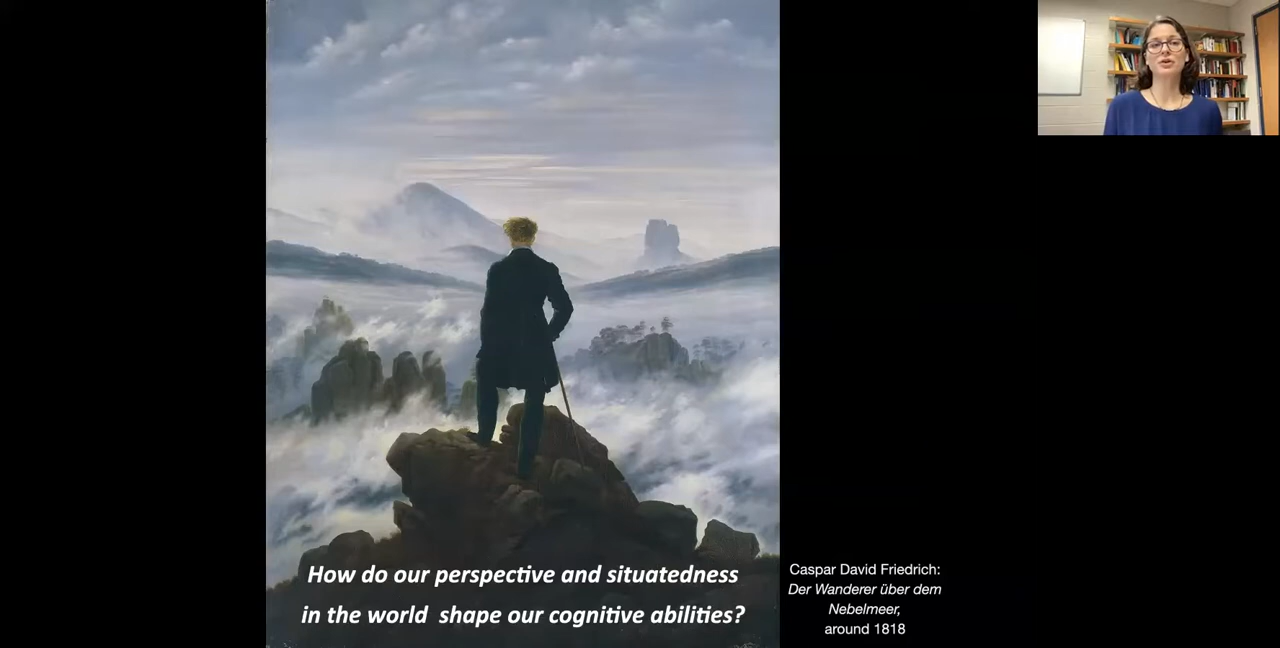 How do our perspective and situatedness
in the world shape our cognitive abilities?
Caspar David Friedrich:
Der Wanderer über dem
Nebelmeer,
around 1818